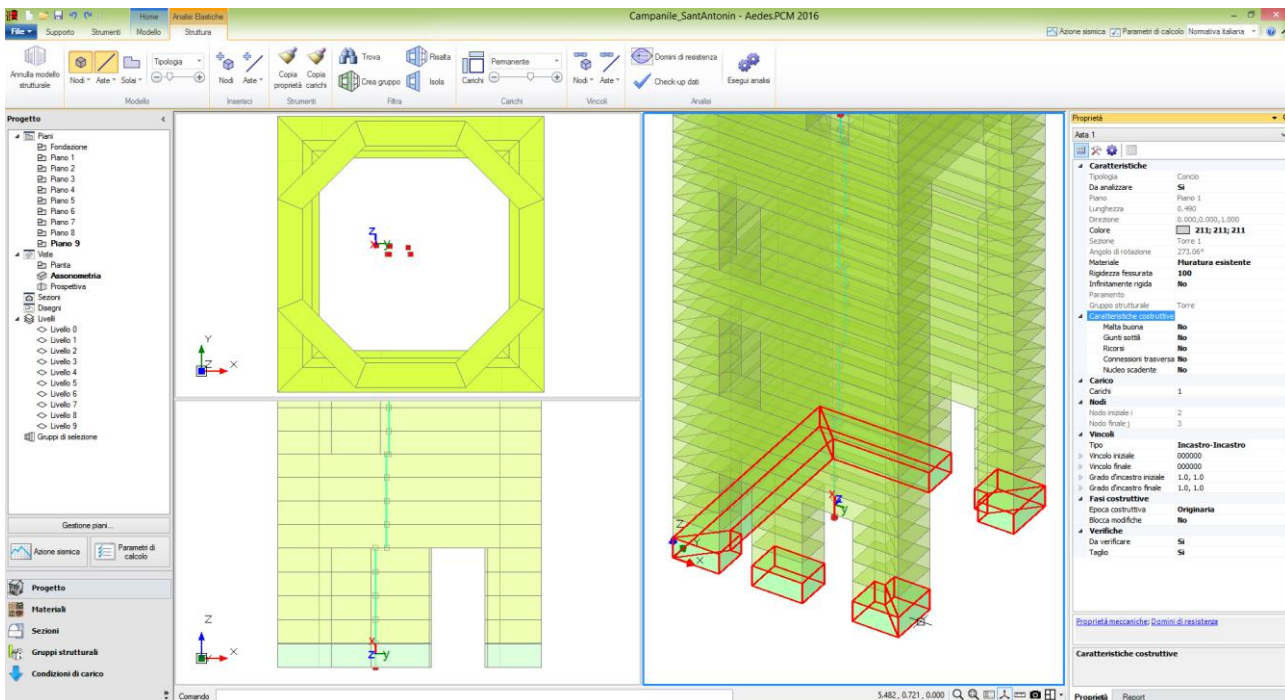 Campanile_SantAntonin - Aedes.PCM 2016
Home
Analisi Elastiche
File
Supporto
Strumenti
Modello
Struttura
Azione sismica
Parametri di calcolo
Normativa italiana
Annulla modello
strutturale
Nodi
Aste
Solai
Tipologia
Modello
Nodi
Aste
Inserisci
Copia
proprietà
Copia
carichi
Strumenti
Trova
Crea gruppo
Risalta
Isola
Filtra
Carichi
Permanente
Carichi
Nodi
Aste
Vincoli
Domini di resistenza
Check-up dati
Esegui analisi
Analisi
Progetto
Piani
Fondazione
Piano 1
Piano 2
Piano 3
Piano 4
Piano 5
Piano 6
Piano 7
Piano 8
Piano 9
Viste
Pianta
Assonometria
Prospettiva
Sezioni
Disegni
Livelli
Livello 0
Livello 1
Livello 2
Livello 3
Livello 4
Livello 5
Livello 6
Livello 7
Livello 8
Livello 9
Gruppi di selezione
Gestione piani...
Azione sismica
Parametri di
calcolo
Progetto
Materiali
Sezioni
Gruppi strutturali
Condizioni di carico
z
x
y
Y
Z
X
Z
X
x
z
y
x
z
y
Z
Y
X
Comando
5.482, 0.721, 0.000
Proprietà
Asta 1
Caratteristiche
Tipologia Concio
Da analizzare Sì
Piano Piano 1
Lunghezza 0.490
Direzione 0.000,0.000,1.000
Colore 211; 211; 211
Sezione Torre 1
Angolo di rotazione 273.06°
Materiale Muratura esistente
Rigidezza fessurata 100
Infinitamente rigida No
Paramento
Gruppo strutturale Torre
Caratteristiche costruttive
Malta buona No
Giunti sottili No
Ricorsi No
Connessioni trasversa No
Nucleo scadente No
Carico
Carichi 1
Nodi
Nodo iniziale i 2
Nodo finale j 3
Vincoli
Tipo Incastro-Incastro
Vincolo iniziale 000000
Vincolo finale 000000
Grado d'incastro iniziale 1.0, 1.0
Grado d'incastro finale 1.0, 1.0
Fasi costruttive
Epoca costruttiva Originaria
Blocca modifiche No
Verifiche
Da verificare Sì
Taglio Sì
Proprietà meccaniche; Domini di resistenza
Caratteristiche costruttive
Proprietà
Report